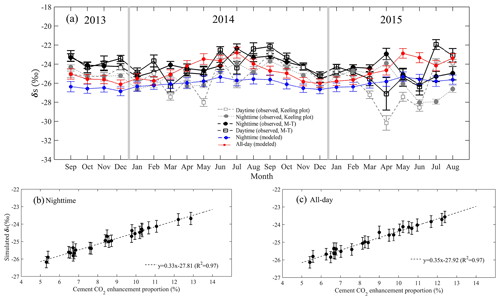 (a) 2013 2014 2015
-14
-16
-18
-20
-22
-24
-26
-28
-30
-32
-34
δs (‰)
Sep Oct Nov Dec Jan Feb Mar Apr May Jun Jul Aug Sep Oct Nov Dec Jan Feb Mar Apr May Jun Jul Aug
Month
Daytime (observed, Keeling plot)
Nighttime (observed, Keeling plot)
Nighttime (observed, M-T)
Daytime (observed, M-T)
Nighttime (modeled)
All-day (modeled)
(b) Nighttime
-22
-23
-24
-25
-26
-27
Simulated δs(‰)
5 6 7 8 9 10 11 12 13 14
Cement CO2 enhancement proportion (%)
y=0.33x-27.81 (R²=0.97)
(c) All-day
-22
-23
-24
-25
-26
-27
4 5 6 7 8 9 10 11 12 13 14
Cement CO2 enhancement proportion (%)
y=0.35x-27.92 (R²=0.97)